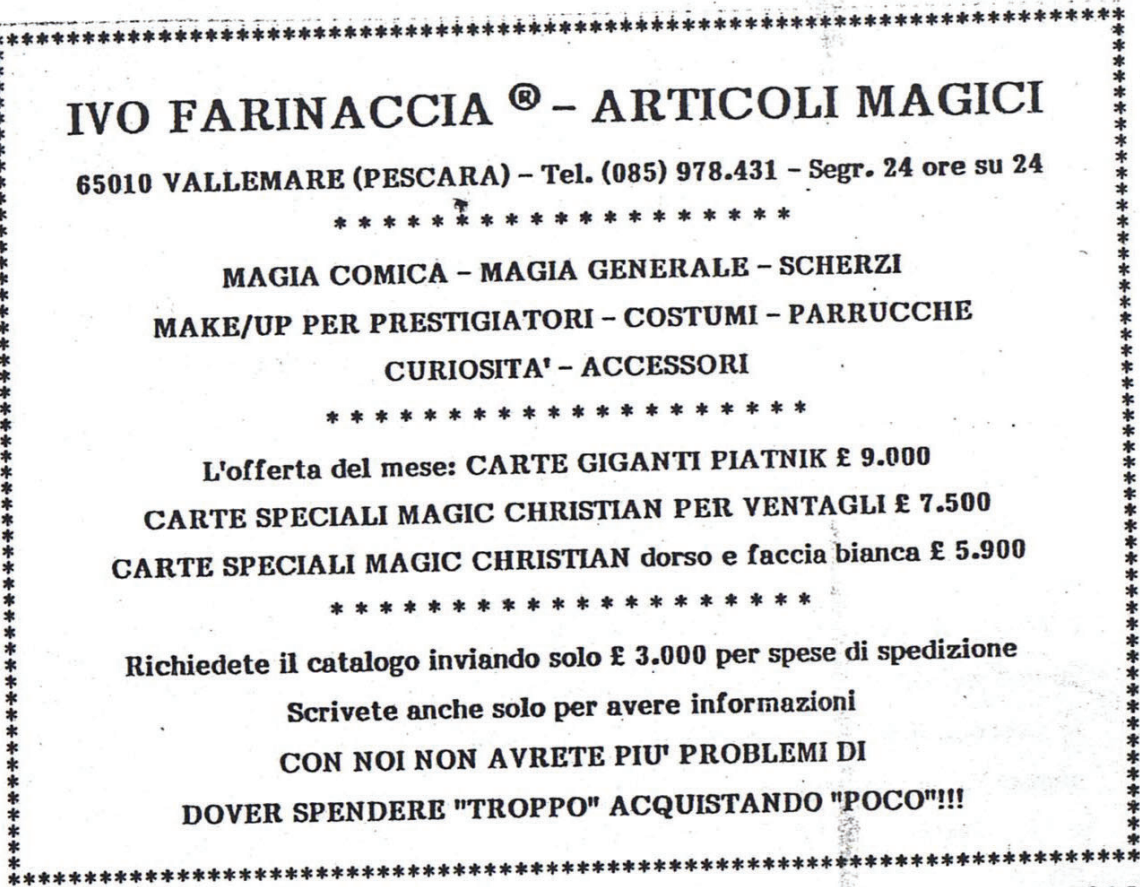 IVO FARINACCIA ® – ARTICOLI MAGICI
65010 VALLEMARE (PESCARA) – Tel. (085) 978.431 – Segr. 24 ore su 24
* * * * * * * * * * * * * * * * * * *
MAGIA COMICA – MAGIA GENERALE – SCHERZI
MAKE/UP PER PRESTIGIATORI – COSTUMI – PARRUCCHE
CURIOSITA' – ACCESSORI
* * * * * * * * * * * * * * * * * * * *
L'offerta del mese: CARTE GIGANTI PIATNIK £ 9.000
CARTE SPECIALI MAGIC CHRISTIAN PER VENTAGLI £ 7.500
CARTE SPECIALI MAGIC CHRISTIAN dorso e faccia bianca £ 5.900
* * * * * * * * * * * * * * * * * * * *
Richiedete il catalogo inviando solo £ 3.000 per spese di spedizione
Scrivete anche solo per avere informazioni
CON NOI NON AVRETE PIU' PROBLEMI DI
DOVER SPENDERE "TROPPO" ACQUISTANDO "POCO"!!!